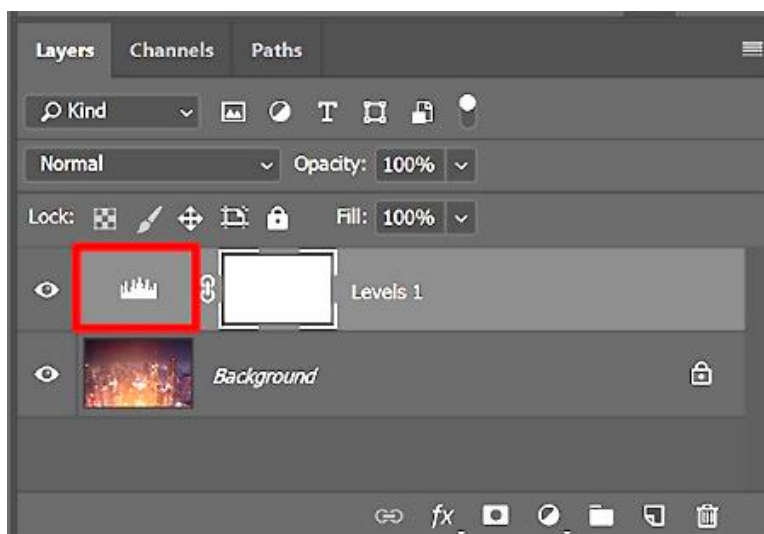 Layers Channels Paths
Kind
Normal Opacity: 100%
Lock: Fill: 100%
Levels 1
Background
fx